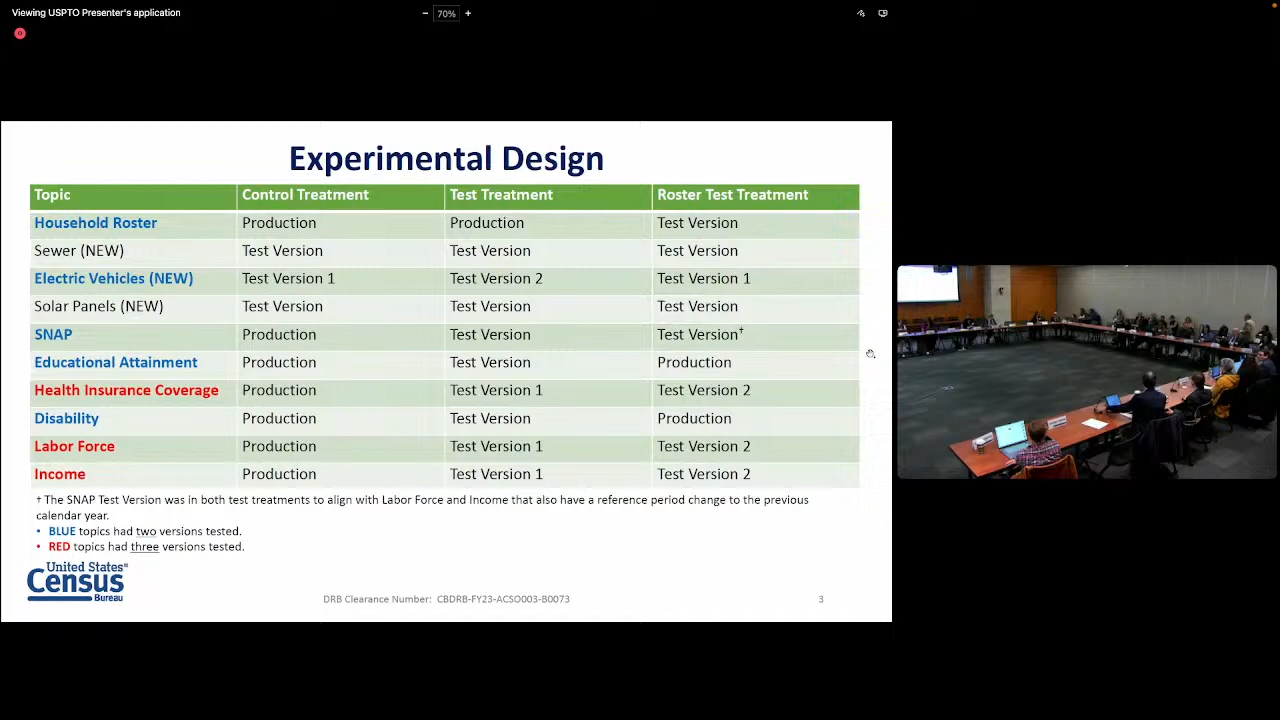 Viewing USPTO Presenter's application
− 70% +
Experimental Design
Topic Control Treatment Test Treatment Roster Test Treatment
Household Roster Production Production Test Version
Sewer (NEW) Test Version Test Version Test Version
Electric Vehicles (NEW) Test Version 1 Test Version 2 Test Version 1
Solar Panels (NEW) Test Version Test Version Test Version
SNAP Production Test Version Test Version†
Educational Attainment Production Test Version Production
Health Insurance Coverage Production Test Version 1 Test Version 2
Disability Production Test Version Production
Labor Force Production Test Version 1 Test Version 2
Income Production Test Version 1 Test Version 2
† The SNAP Test Version was in both test treatments to align with Labor Force and Income that also have a reference period change to the previous
calendar year.
• BLUE topics had two versions tested.
• RED topics had three versions tested.
United States®
Census
Bureau
DRB Clearance Number: CBDRB-FY23-ACSO003-B0073
3